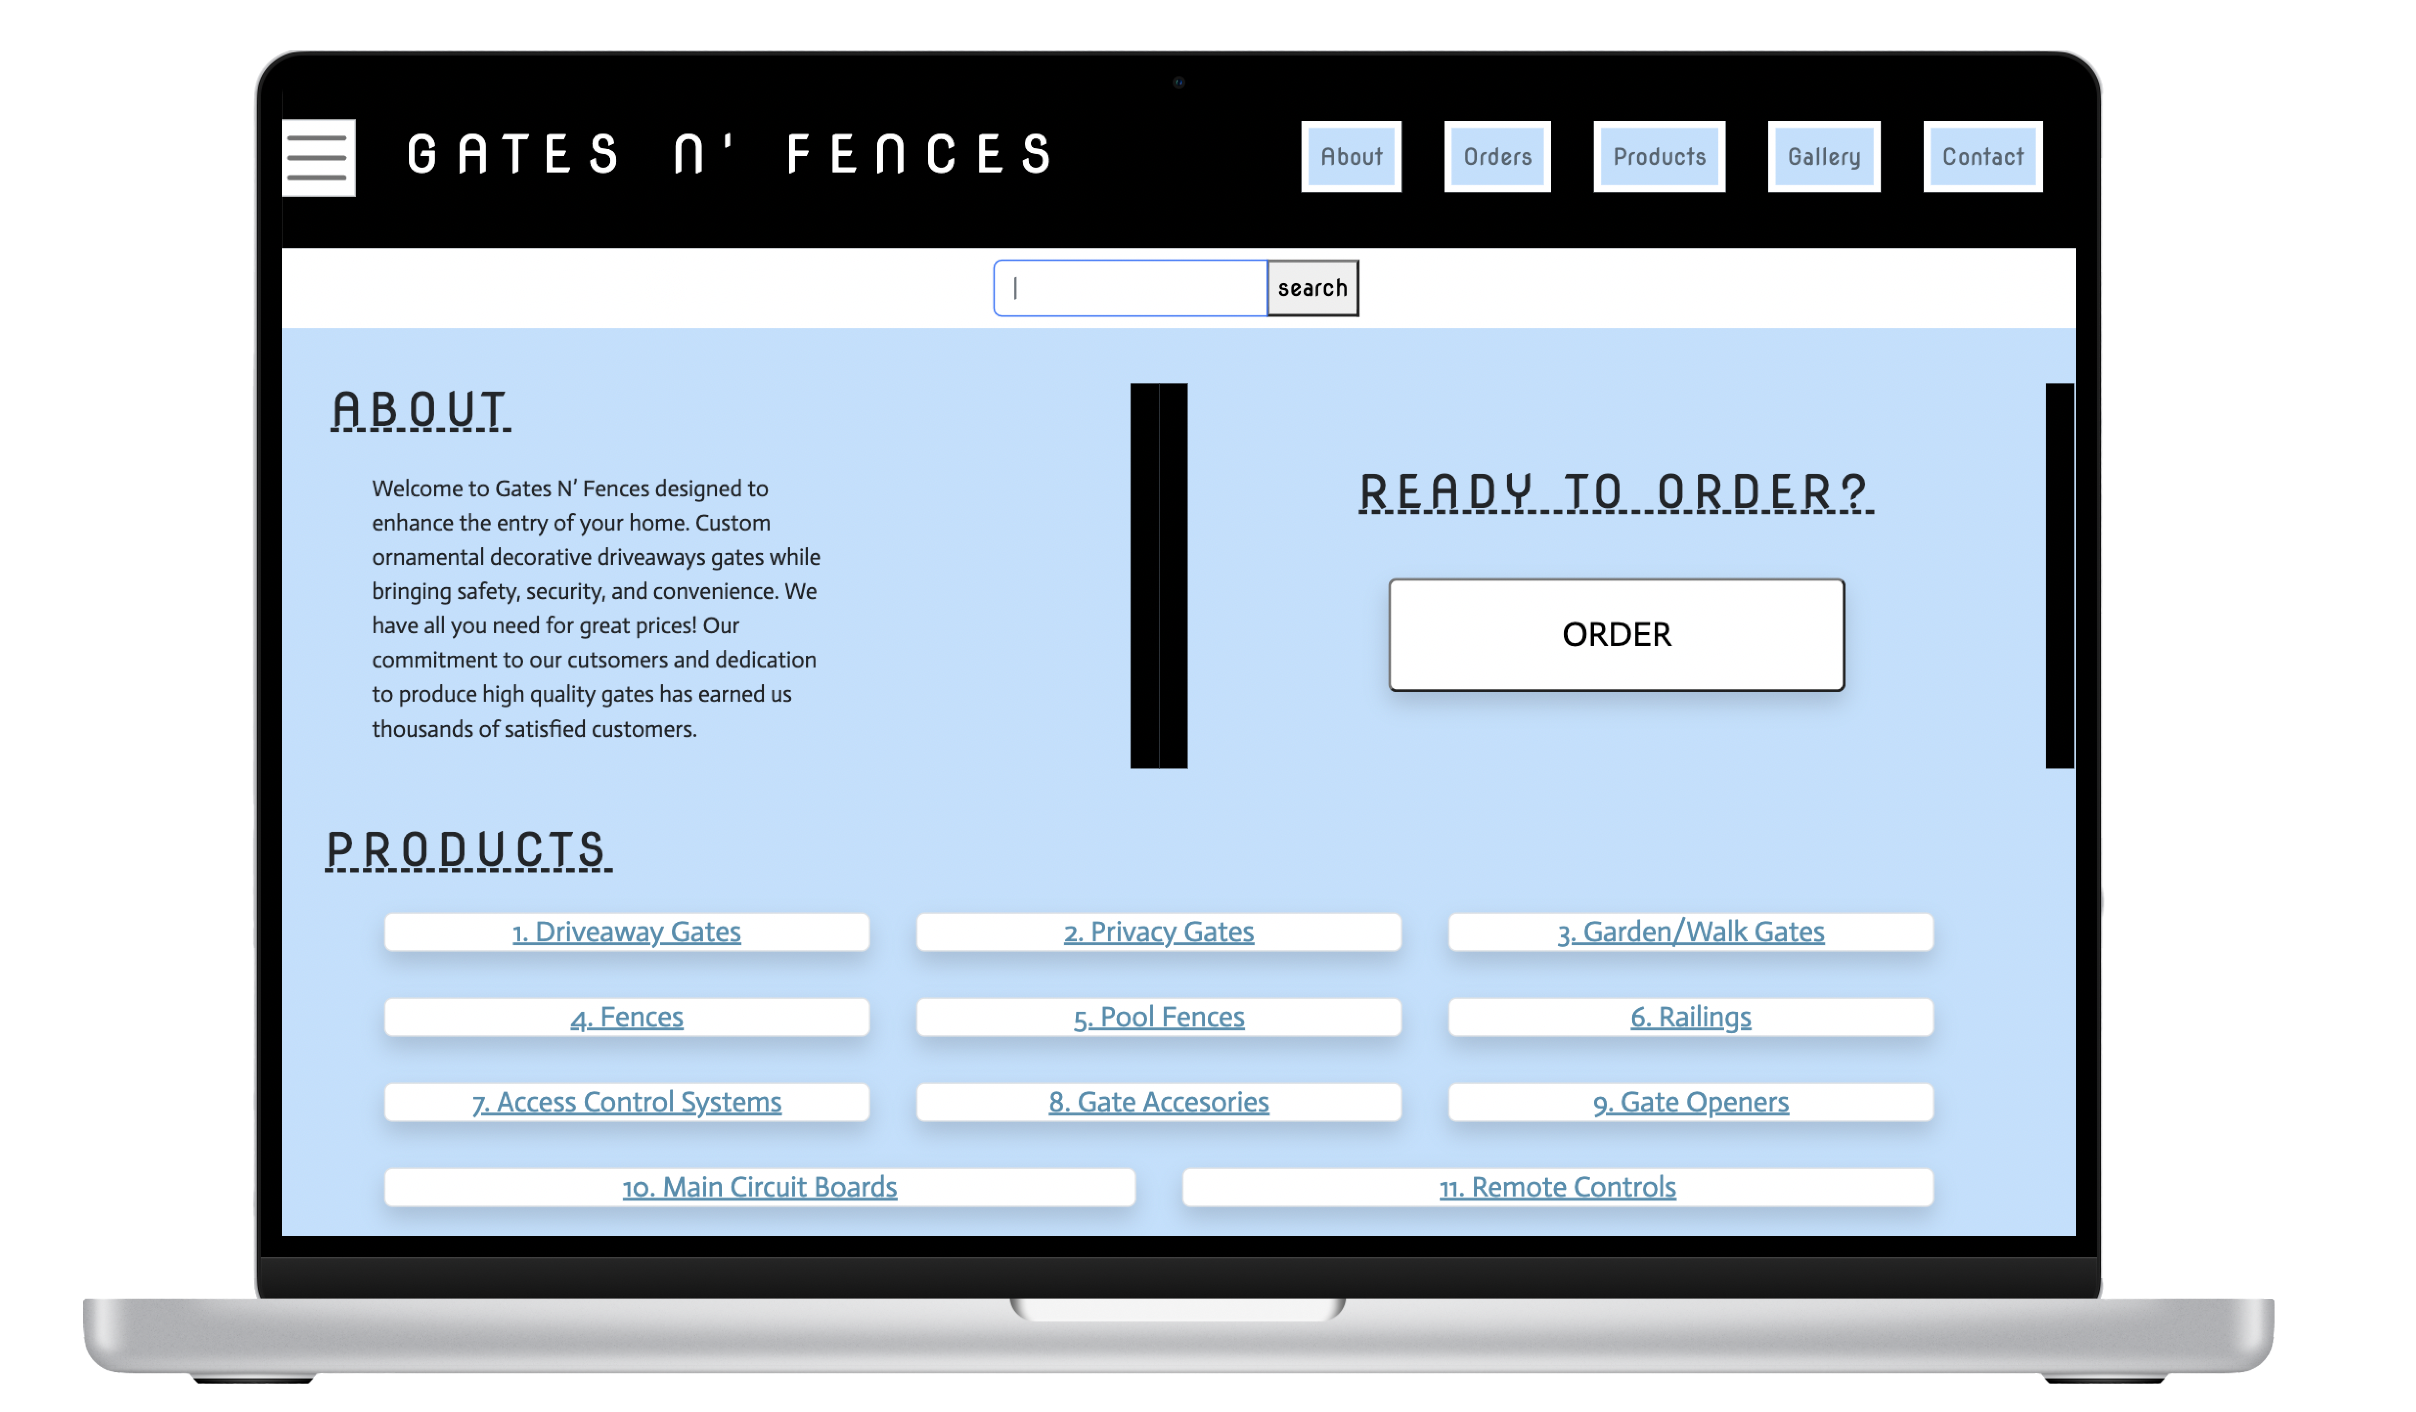 GATES N' FENCES
About
Orders
Products
Gallery
Contact
search
ABOUT
Welcome to Gates N' Fences designed to
enhance the entry of your home. Custom
ornamental decorative driveaways gates while
bringing safety, security, and convenience. We
have all you need for great prices! Our
commitment to our cutsomers and dedication
to produce high quality gates has earned us
thousands of satisfied customers.
READY TO ORDER?
ORDER
PRODUCTS
1. Driveaway Gates
2. Privacy Gates
3. Garden/Walk Gates
4. Fences
5. Pool Fences
6. Railings
7. Access Control Systems
8. Gate Accesories
9. Gate Openers
10. Main Circuit Boards
11. Remote Controls